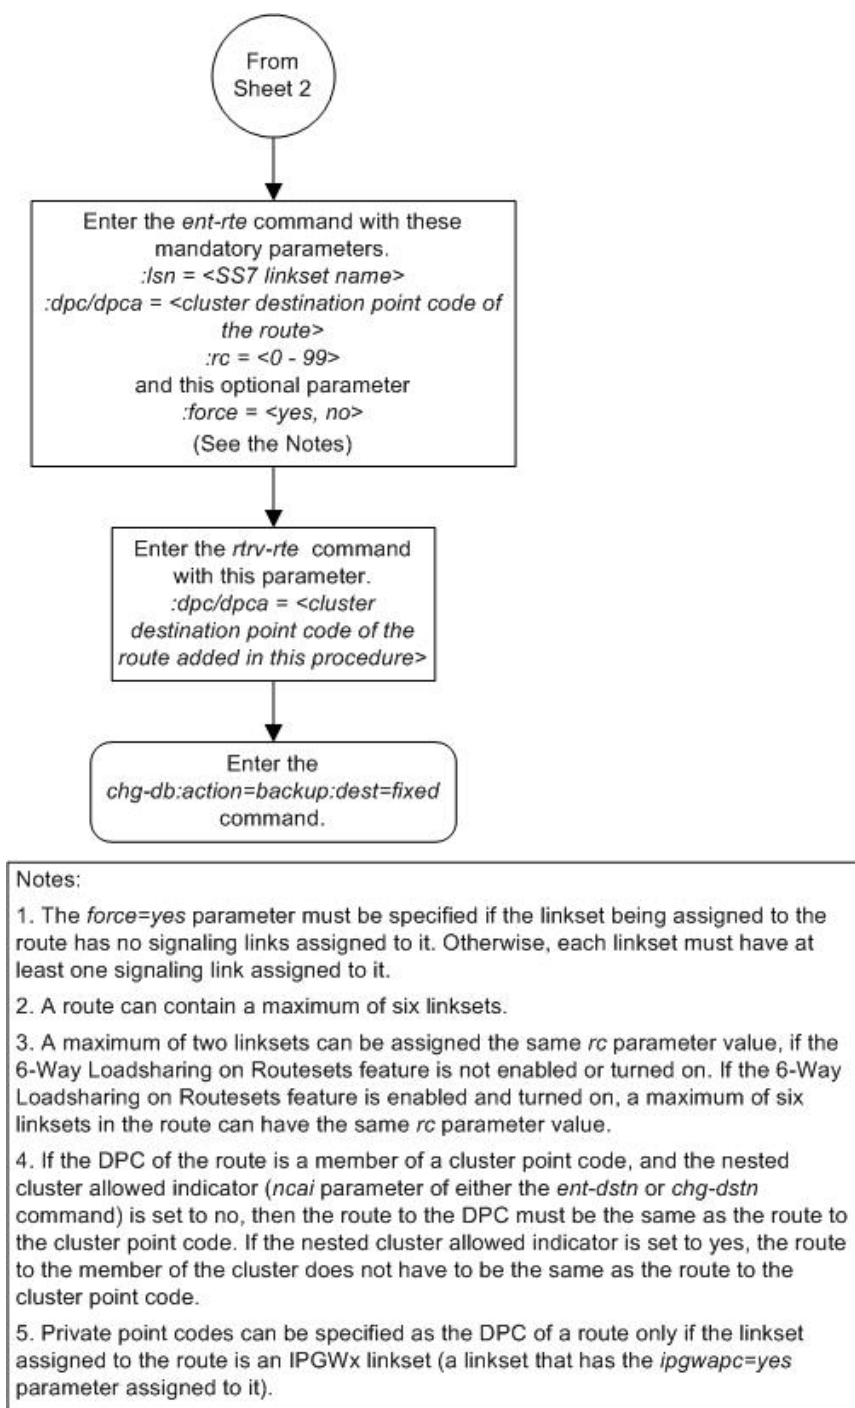 From
Sheet 2
Enter the ent-rte command with these
mandatory parameters.
:lsn = <SS7 linkset name>
:dpc/dpca = <cluster destination point code of
the route>
:rc = <0 - 99>
and this optional parameter
:force = <yes, no>
(See the Notes)
Enter the rtrv-rte command
with this parameter.
:dpc/dpca = <cluster
destination point code of the
route added in this procedure>
Enter the
chg-db:action=backup:dest=fixed
command.
Notes:
1. The force=yes parameter must be specified if the linkset being assigned to the
route has no signaling links assigned to it. Otherwise, each linkset must have at
least one signaling link assigned to it.
2. A route can contain a maximum of six linksets.
3. A maximum of two linksets can be assigned the same rc parameter value, if the
6-Way Loadsharing on Routesets feature is not enabled or turned on. If the 6-Way
Loadsharing on Routesets feature is enabled and turned on, a maximum of six
linksets in the route can have the same rc parameter value.
4. If the DPC of the route is a member of a cluster point code, and the nested
cluster allowed indicator (ncai parameter of either the ent-dstn or chg-dstn
command) is set to no, then the route to the DPC must be the same as the route to
the cluster point code. If the nested cluster allowed indicator is set to yes, the route
to the member of the cluster does not have to be the same as the route to the
cluster point code.
5. Private point codes can be specified as the DPC of a route only if the linkset
assigned to the route is an IPGWx linkset (a linkset that has the ipgwapc=yes
parameter assigned to it).